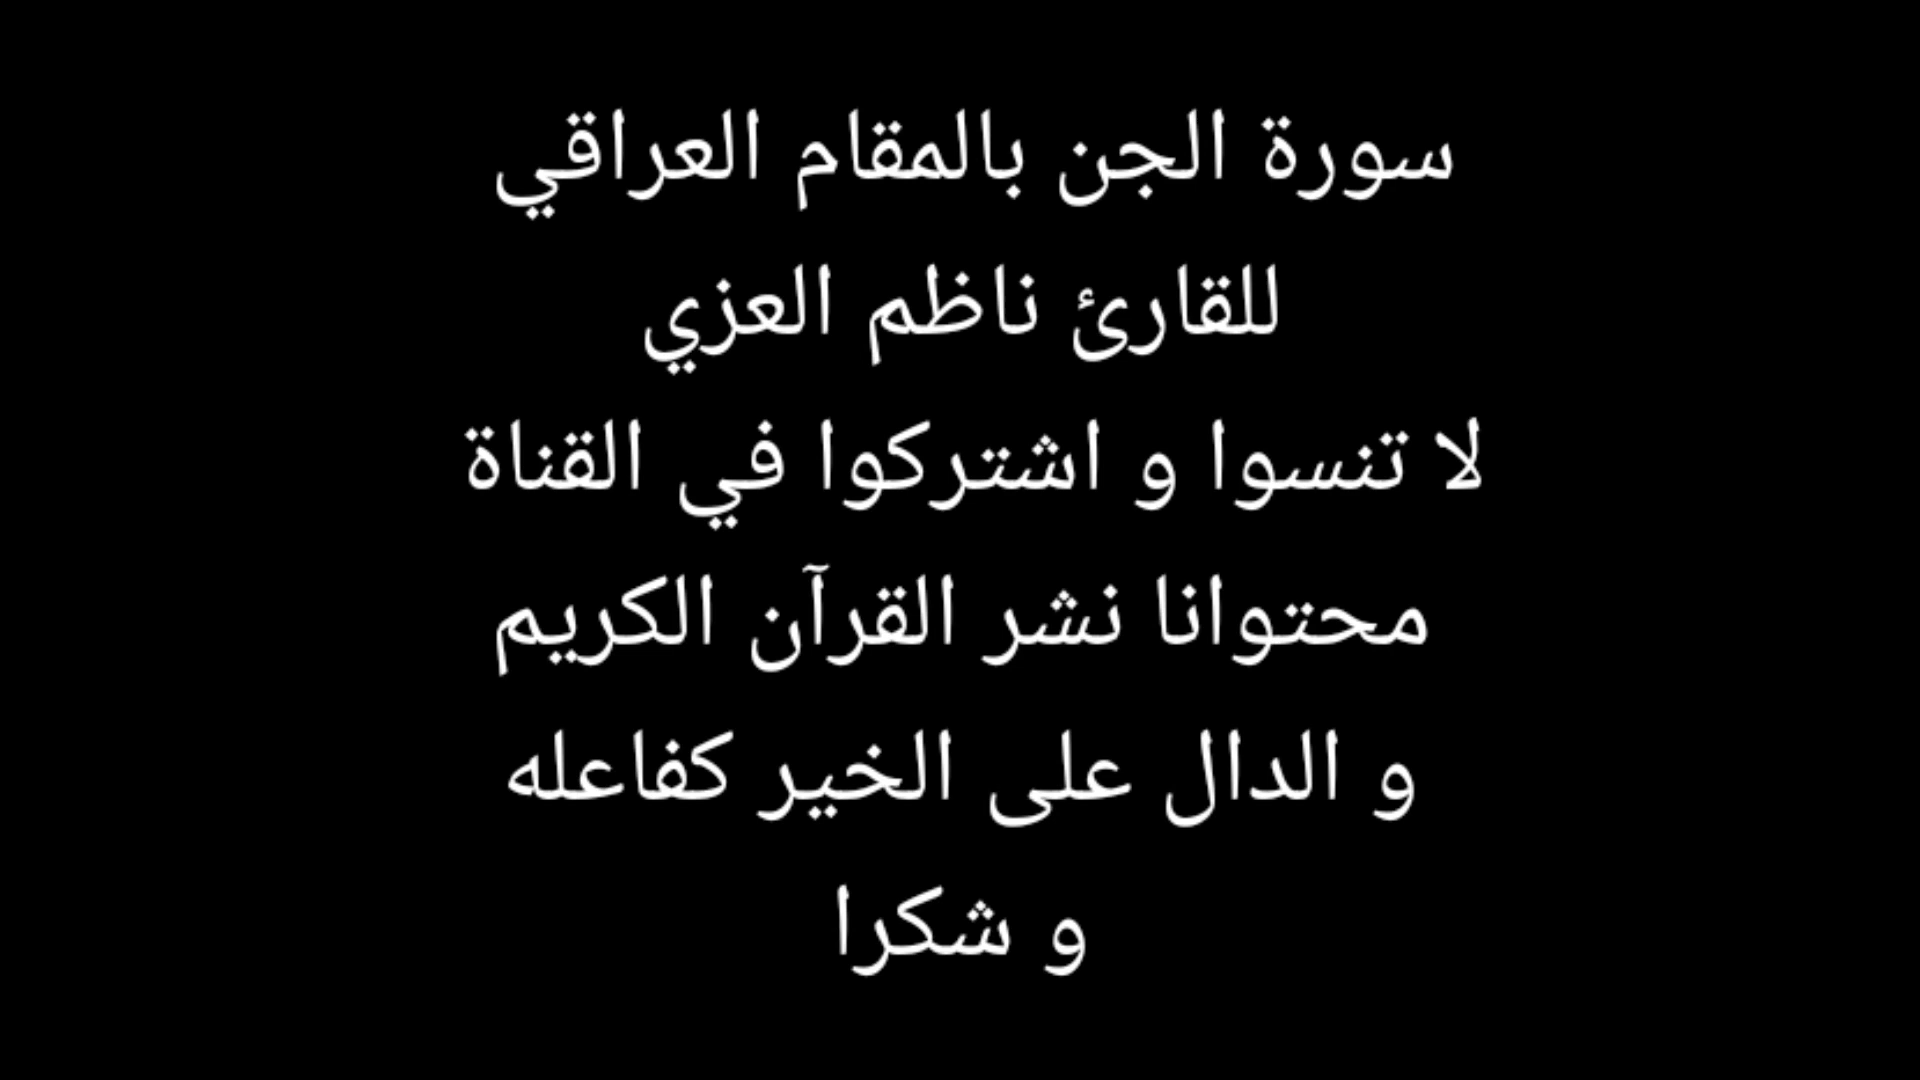 سورة الجن بالمقام العراقي
للقارئ ناظم العزي
لا تنسوا و اشتركوا في القناة
محتوانا نشر القرآن الكريم
و الدال على الخير كفاعله
و شكرا